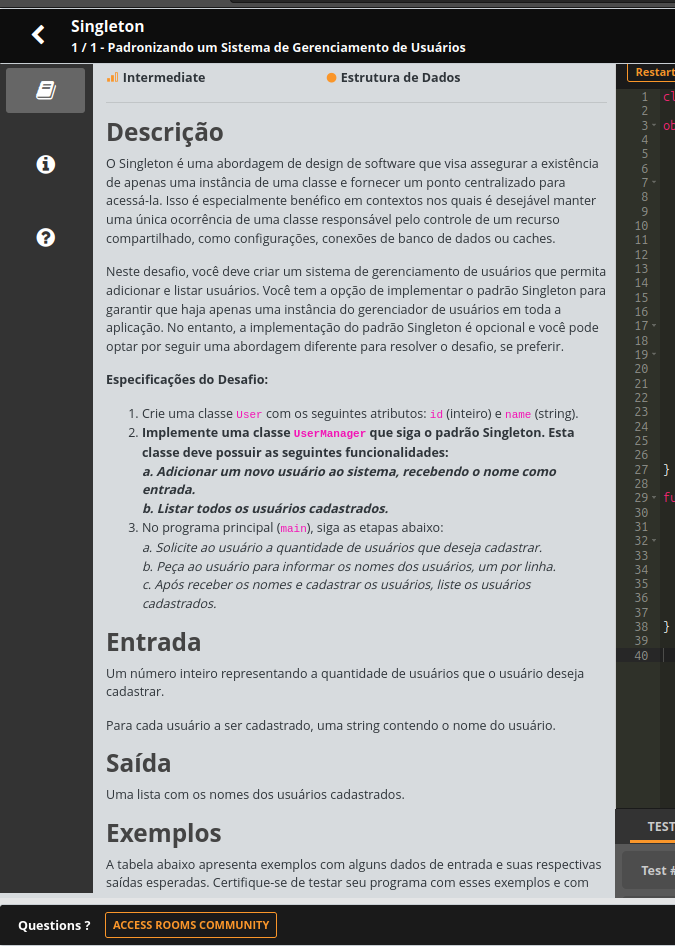 Singleton
1 / 1 - Padronizando um Sistema de Gerenciamento de Usuários
Intermediate
Estrutura de Dados
Descrição
O Singleton é uma abordagem de design de software que visa assegurar a existência
de apenas uma instância de uma classe e fornecer um ponto centralizado para
acessá-la. Isso é especialmente benéfico em contextos nos quais é desejável manter
uma única ocorrência de uma classe responsável pelo controle de um recurso
compartilhado, como configurações, conexões de banco de dados ou caches.
Neste desafio, você deve criar um sistema de gerenciamento de usuários que permita
adicionar e listar usuários. Você tem a opção de implementar o padrão Singleton para
garantir que haja apenas uma instância do gerenciador de usuários em toda a
aplicação. No entanto, a implementação do padrão Singleton é opcional e você pode
optar por seguir uma abordagem diferente para resolver o desafio, se preferir.
Especificações do Desafio:
1. Crie uma classe User com os seguintes atributos: id (inteiro) e name (string).
2. Implemente uma classe UserManager que siga o padrão Singleton. Esta
classe deve possuir as seguintes funcionalidades:
a. Adicionar um novo usuário ao sistema, recebendo o nome como
entrada.
b. Listar todos os usuários cadastrados.
3. No programa principal (main), siga as etapas abaixo:
a. Solicite ao usuário a quantidade de usuários que deseja cadastrar.
b. Peça ao usuário para informar os nomes dos usuários, um por linha.
c. Após receber os nomes e cadastrar os usuários, liste os usuários
cadastrados.
Entrada
Um número inteiro representando a quantidade de usuários que o usuário deseja
cadastrar.
Para cada usuário a ser cadastrado, uma string contendo o nome do usuário.
Saída
Uma lista com os nomes dos usuários cadastrados.
Exemplos
A tabela abaixo apresenta exemplos com alguns dados de entrada e suas respectivas
saídas esperadas. Certifique-se de testar seu programa com esses exemplos e com
Restart
1 cl
2
3 ob
4
5
6
7
8
9
10
11
12
13
14
15
16
17
18
19
20
21
22
23
24
25
26
27 }
28
29 fu
30
31
32
33
34
35
36
37
38 }
39
40
TEST
Test #
Questions ?
ACCESS ROOMS COMMUNITY